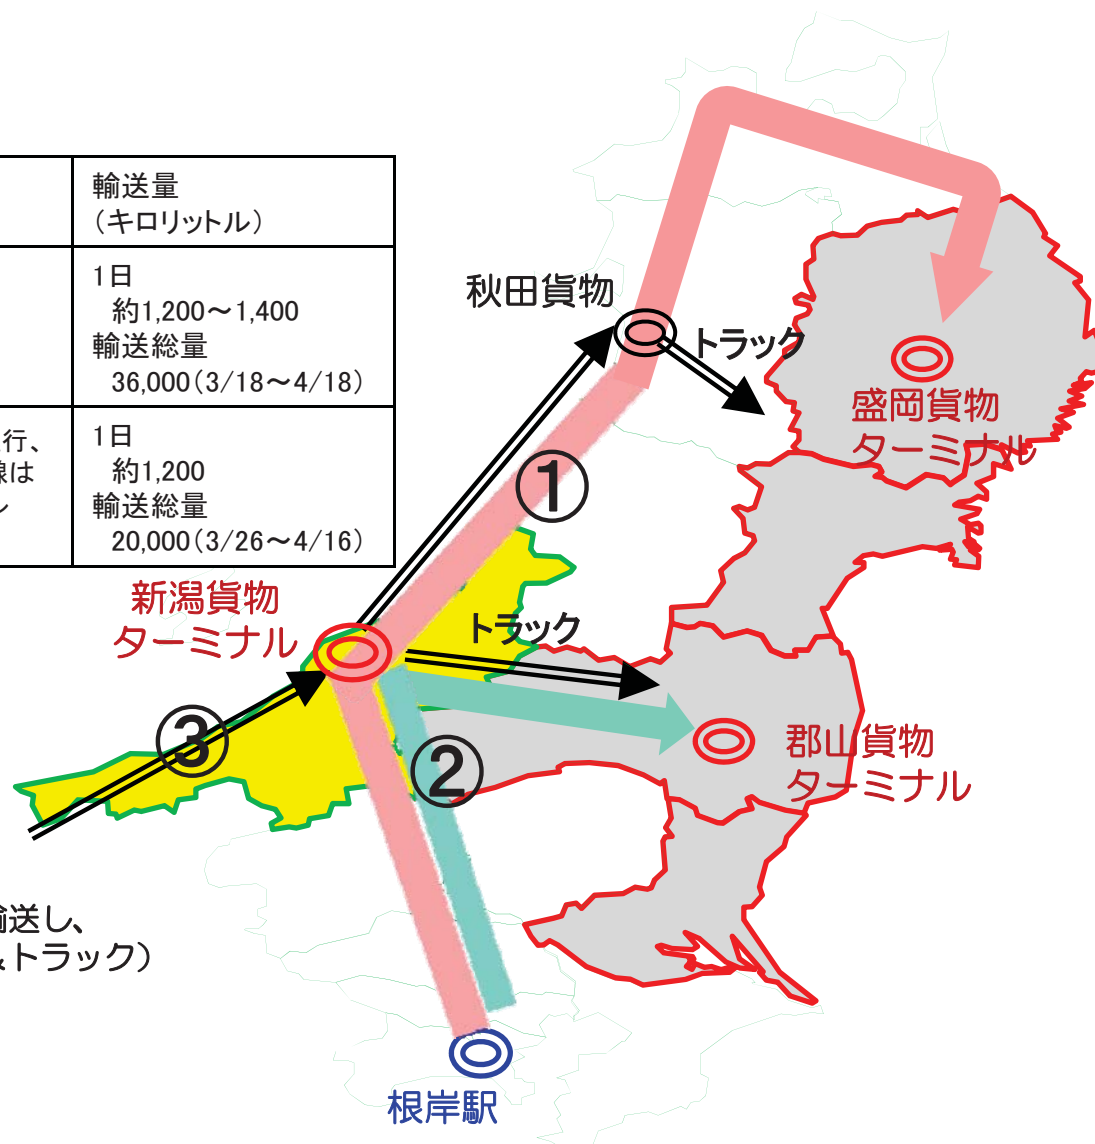 輸送量
(キロリットル)
1日
約1,200～1,400
輸送総量
36,000(3/18～4/18)
行、
線は
1日
約1,200
輸送総量
20,000(3/26～4/16)
秋田貨物
トラック
盛岡貨物
ターミナル
①
新潟貨物
ターミナル
トラック
③
②
郡山貨物
ターミナル
輸送し、
&トラック)
根岸駅